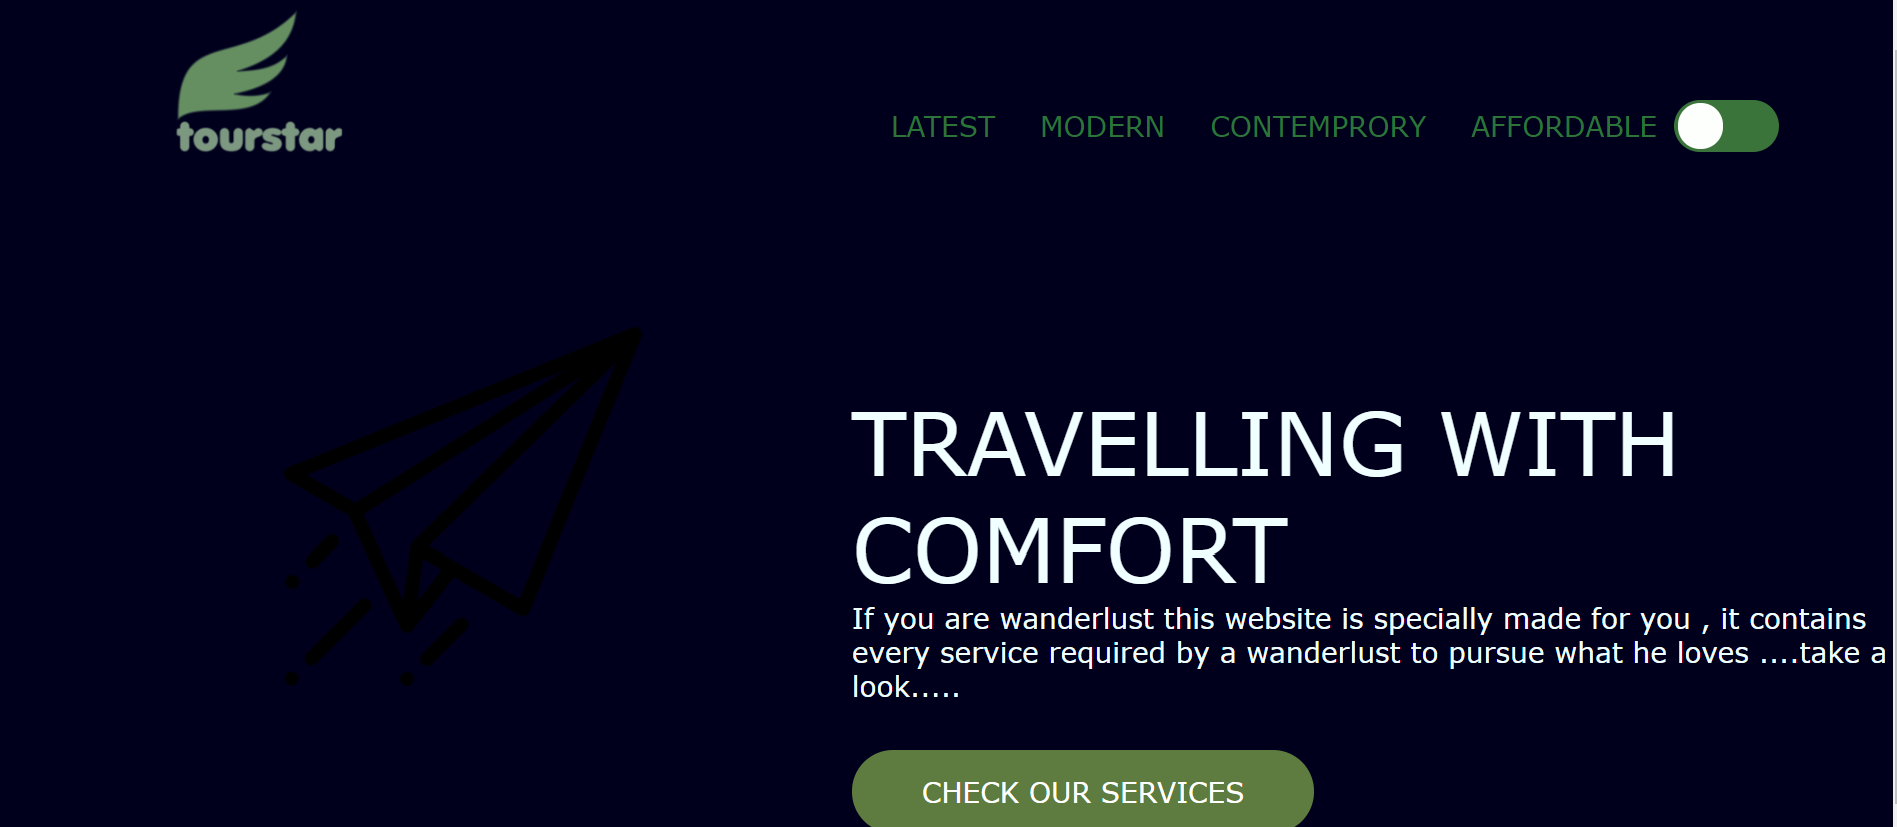 tourstar
LATEST MODERN CONTEMPRORY AFFORDABLE
TRAVELLING WITH
COMFORT
If you are wanderlust this website is specially made for you , it contains
every service required by a wanderlust to pursue what he loves ....take a
look.....
CHECK OUR SERVICES